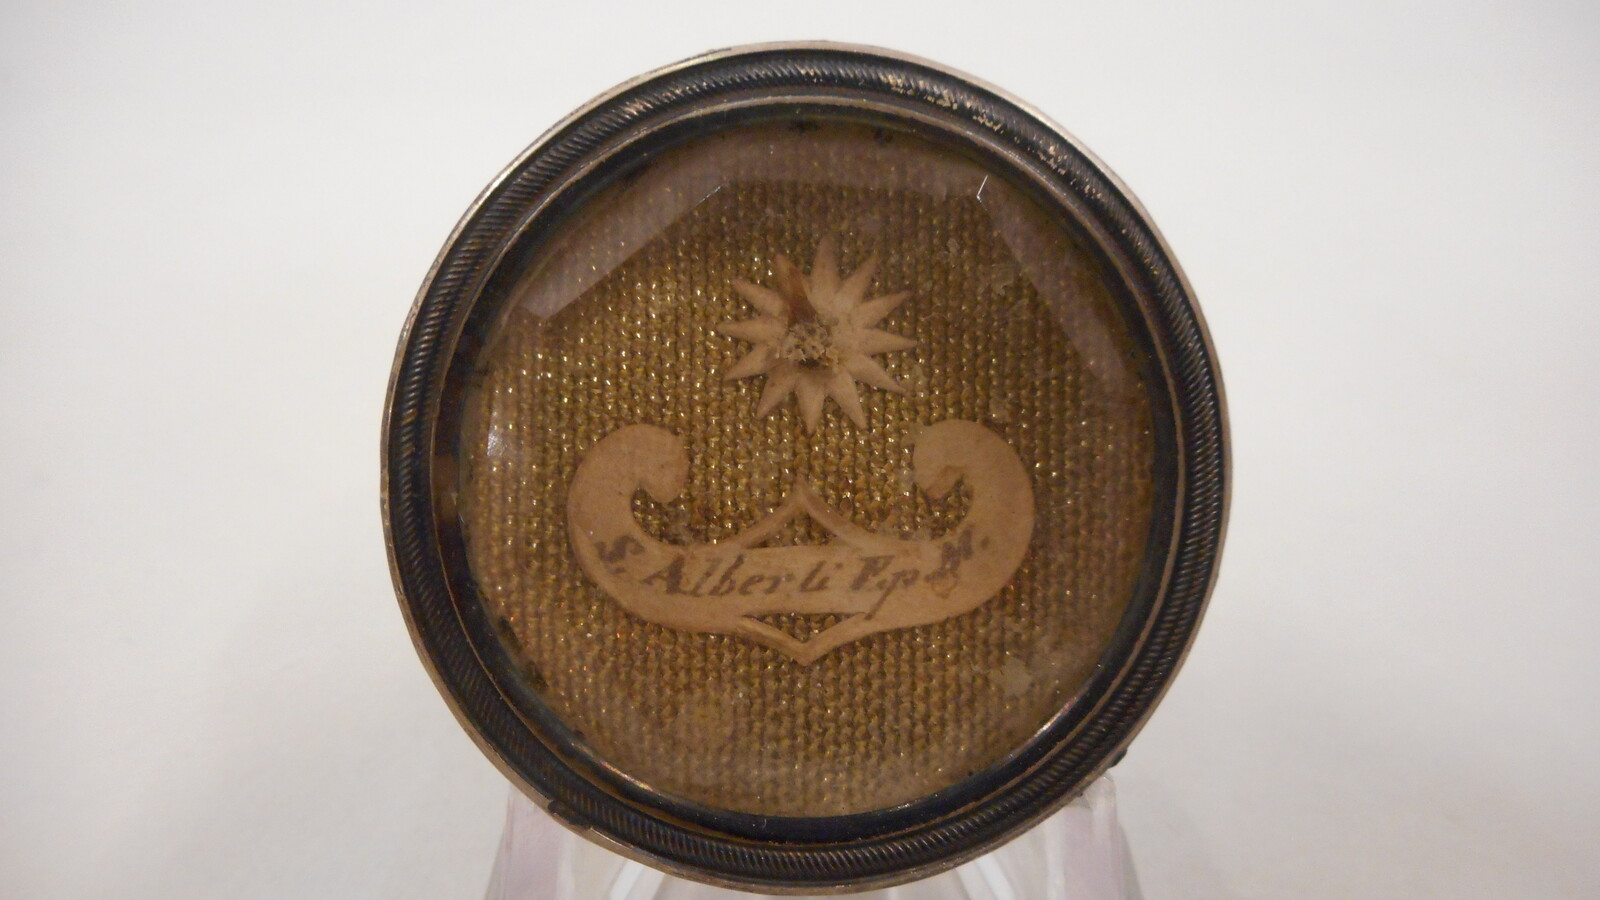 S. Alberti Ep. M.